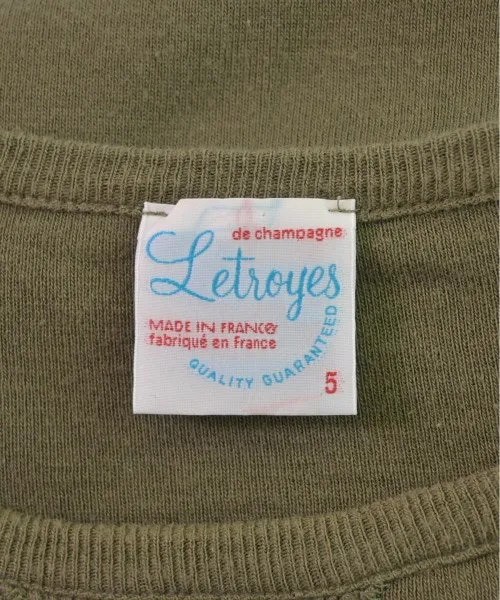 de champagne
Letroyes
MADE IN FRANCE
fabriqué en France
QUALITY GUARANTEED
5